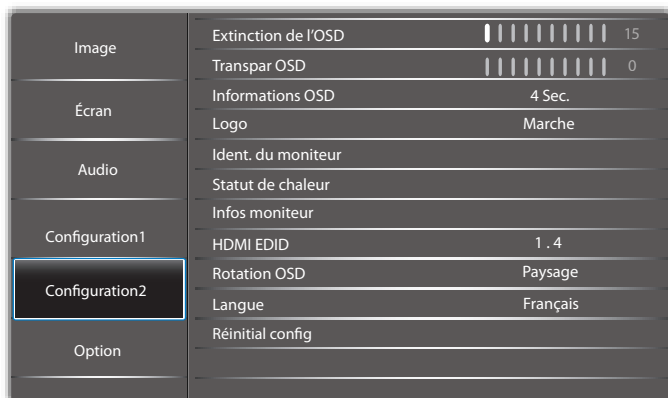 Image
Écran
Audio
Configuration1
Configuration2
Option
Extinction de l’OSD 15
Transpar OSD 0
Informations OSD 4 Sec.
Logo Marche
Ident. du moniteur
Statut de chaleur
Infos moniteur
HDMI EDID 1 . 4
Rotation OSD Paysage
Langue Français
Réinitial config